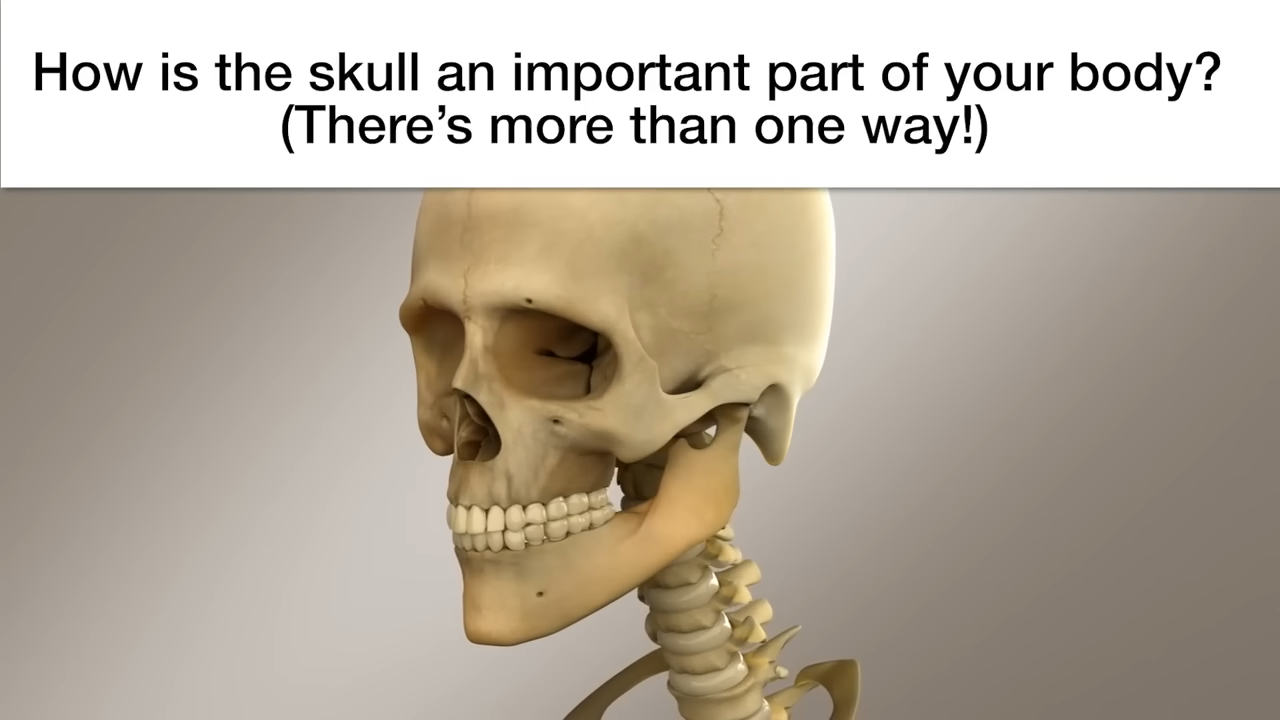 How is the skull an important part of your body?
(There’s more than one way!)